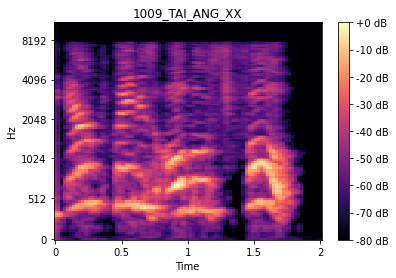 1009_TAI_ANG_XX
+0 dB
8192
-10 dB
4096
-20 dB
-30 dB
2048
Hz
-40 dB
1024
-50 dB
512
-60 dB
-70 dB
0
-80 dB
0 0.5 1 1.5 2
Time